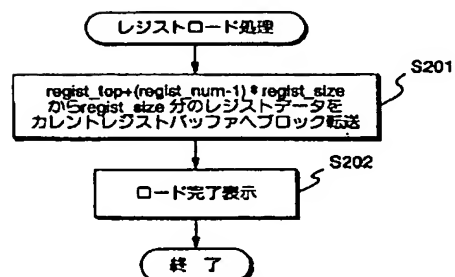 レジストロード処理
S201
regist_top+(regist_num-1)*regist_size
からregist_size 分のレジストデータを
カレントレジストバッファへブロック転送
S202
ロード完了表示
終 了